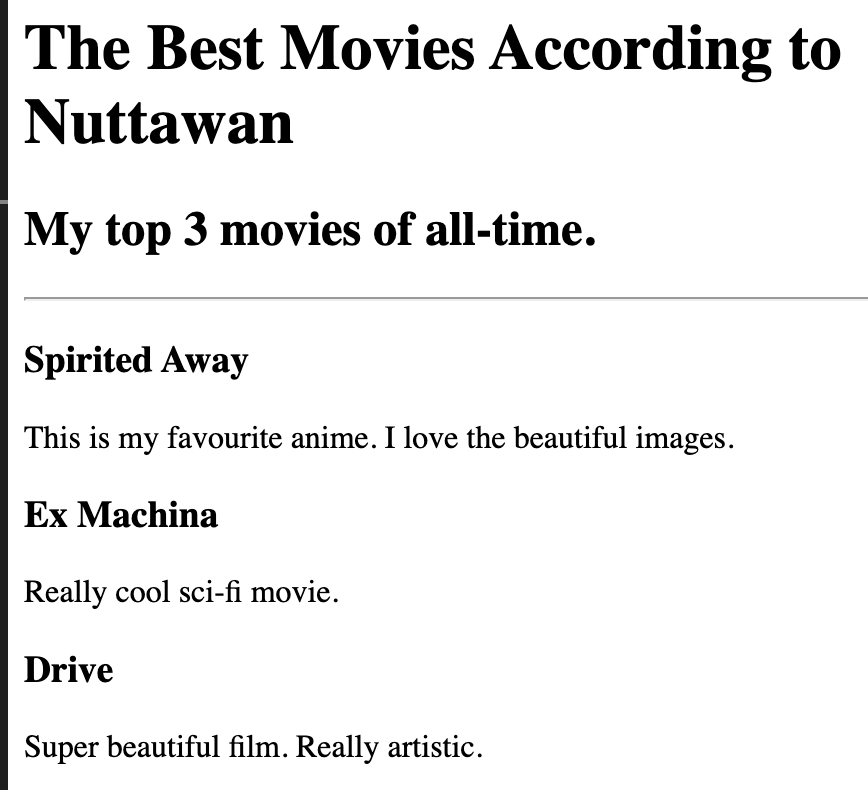 The Best Movies According to
Nuttawan
My top 3 movies of all-time.
Spirited Away
This is my favourite anime. I love the beautiful images.
Ex Machina
Really cool sci-fi movie.
Drive
Super beautiful film. Really artistic.